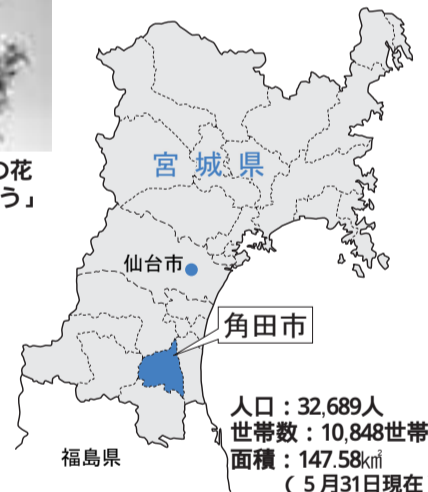 の花
う」
宮城県
仙台市
角田市
人口：32,689人
世帯数：10,848世帯
面積：147.58k㎡
福島県
（５月31日現在